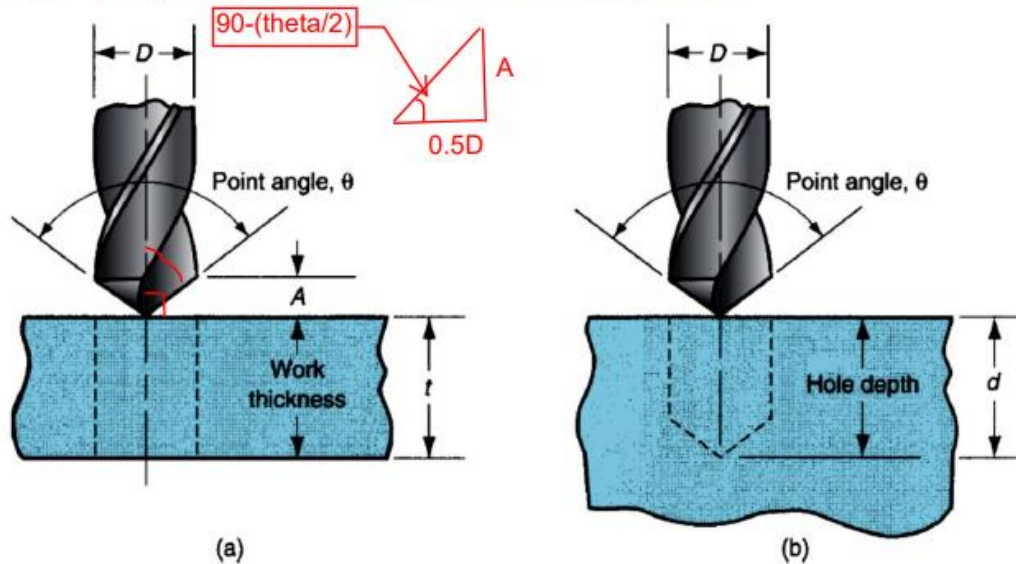 90-(theta/2)
D
A
0.5D
D
Point angle, θ
Point angle, θ
A
Work
thickness
t
Hole depth
d
(a)
(b)